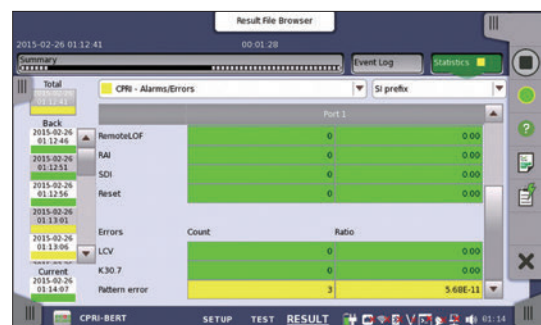 Result File Browser
2015-02-26 01:12:41
00:01:28
Summary
Event Log
Statistics
Total
01:12:41
CPRI - Alarms/Errors
SI prefix
Port 1
Back
2015-02-26
01:12:46
2015-02-26
01:12:51
2015-02-26
01:12:56
2015-02-26
01:13:01
2015-02-26
01:13:06
Current
2015-02-26
01:14:07
RemoteLOF 0 0.00
RAI 0 0.00
SDI 0 0.00
Reset 0 0.00
Errors Count Ratio
LCV 0 0.00
K30.7 0 0.00
Pattern error 3 5.68E-11
CPRI-BERT
SETUP TEST RESULT
01:14